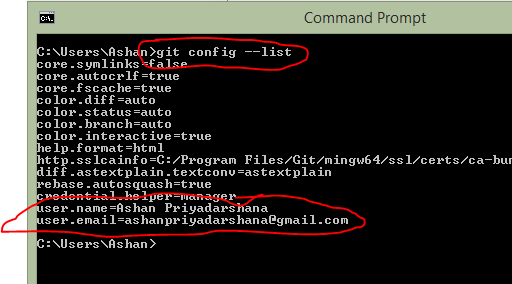 Command Prompt
C:\Users\Ashan>git config --list
core.symlinks=false
core.autocrlf=true
core.fscache=true
color.diff=auto
color.status=auto
color.branch=auto
color.interactive=true
help.format=html
http.sslcainfo=C:/Program Files/Git/mingw64/ssl/certs/ca-bun
diff.astextplain.textconv=astextplain
rebase.autosquash=true
credential.helper=manager
user.name=Ashan Priyadarshana
user.email=ashanpriyadarshana@gmail.com
C:\Users\Ashan>